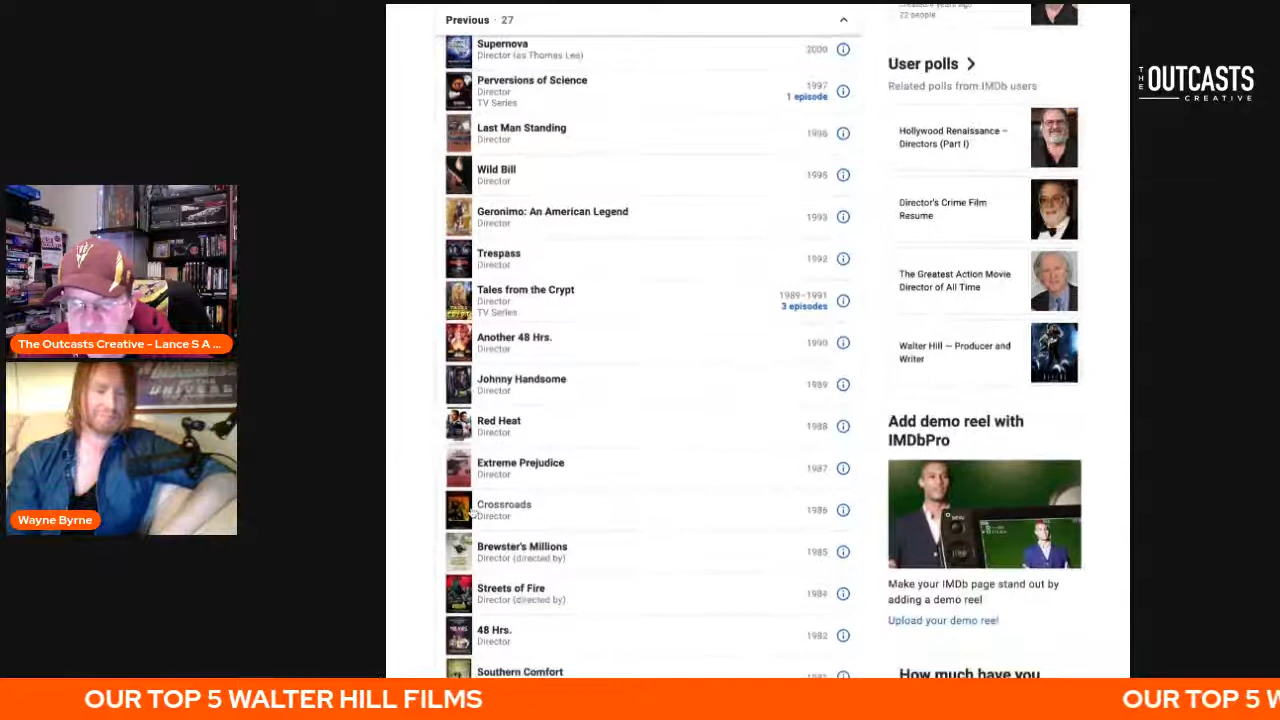 Previous · 27
Supernova
Director (as Thomas Lee)
2000
Perversions of Science
Director
TV Series
1997
1 episode
Last Man Standing
Director
1996
Wild Bill
Director
1995
Geronimo: An American Legend
Director
1993
Trespass
Director
1992
Tales from the Crypt
Director
TV Series
1989–1991
3 episodes
Another 48 Hrs.
Director
1990
Johnny Handsome
Director
1989
Red Heat
Director
1988
Extreme Prejudice
Director
1987
Crossroads
Director
1986
Brewster's Millions
Director (directed by)
1985
Streets of Fire
Director (directed by)
1984
48 Hrs.
Director
1982
Southern Comfort
22 people
User polls
Related polls from IMDb users
Hollywood Renaissance –
Directors (Part I)
Director's Crime Film
Resume
The Greatest Action Movie
Director of All Time
Walter Hill — Producer and
Writer
Add demo reel with
IMDbPro
Make your IMDb page stand out by
adding a demo reel
Upload your demo reel
How much have you
THE OUTCASTS
CREATIVE
The Outcasts Creative - Lance S A ...
Wayne Byrne
OUR TOP 5 WALTER HILL FILMS
OUR TOP 5 W